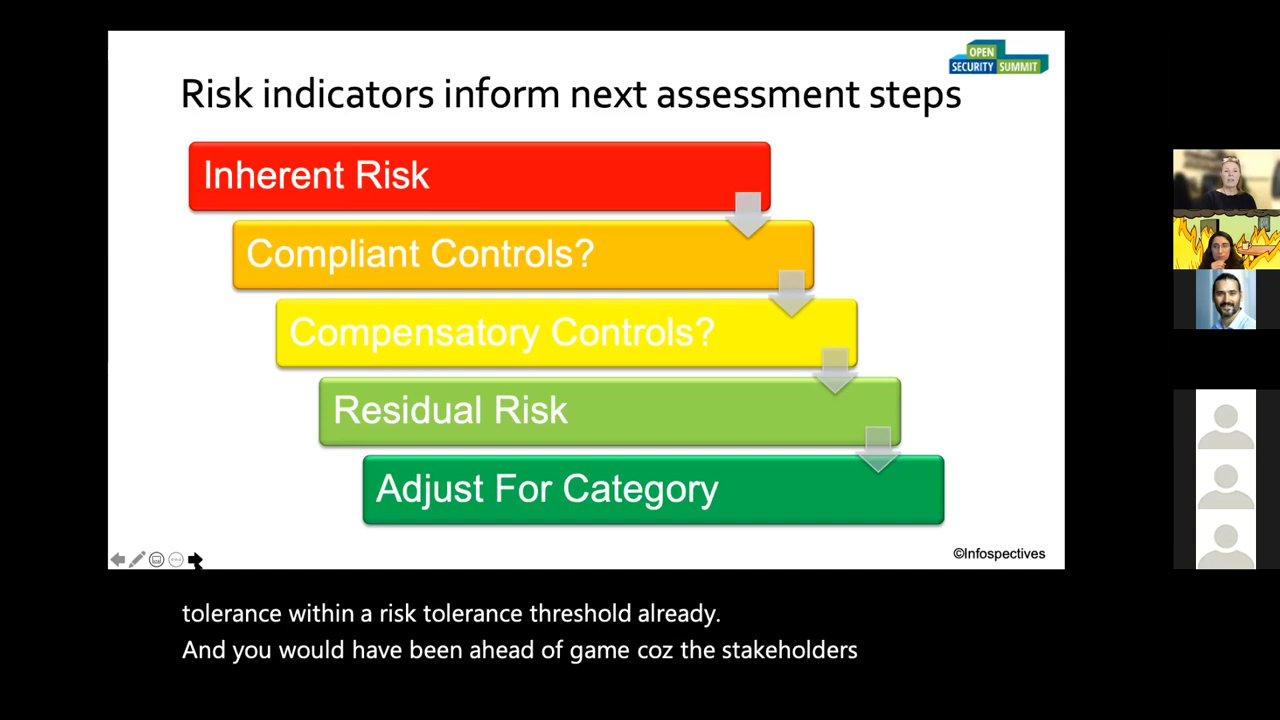 OPEN
SECURITY SUMMIT
Risk indicators inform next assessment steps
Inherent Risk
Compliant Controls?
Compensatory Controls?
Residual Risk
Adjust For Category
©Infospectives
tolerance within a risk tolerance threshold already.
And you would have been ahead of game coz the stakeholders